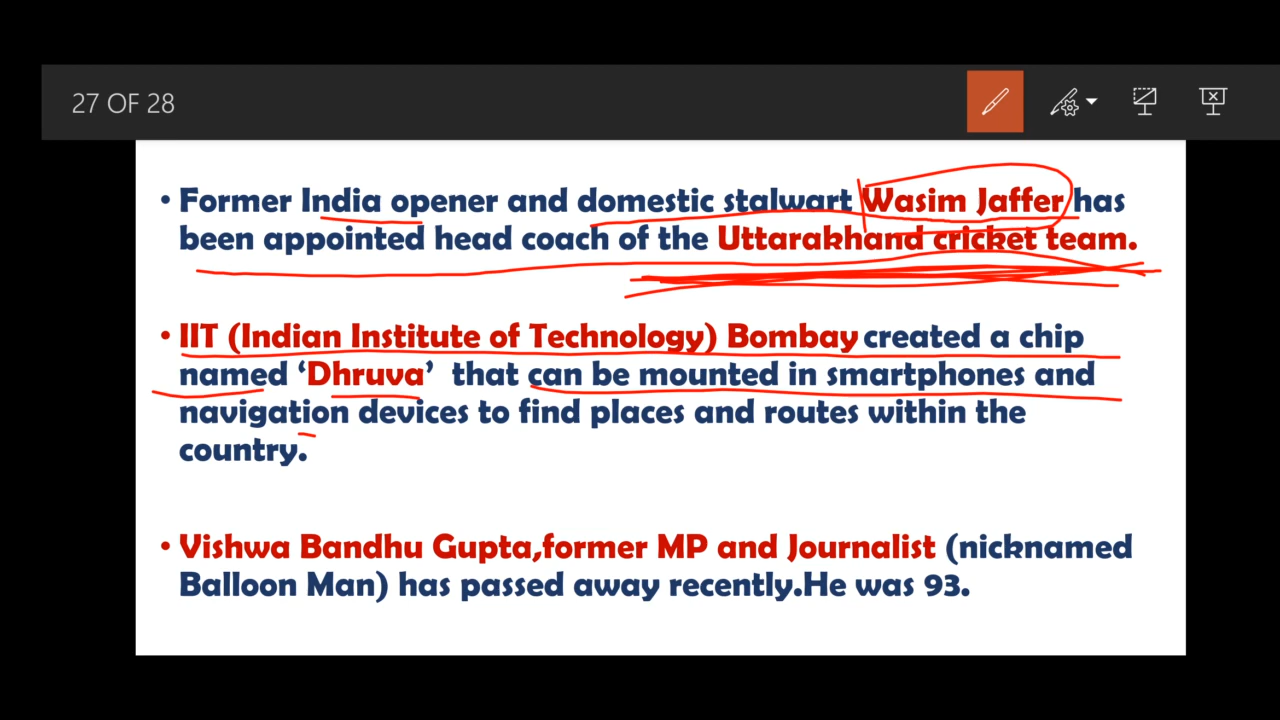 27 OF 28
• Former India opener and domestic stalwart Wasim Jaffer has
been appointed head coach of the Uttarakhand cricket team.
• IIT (Indian Institute of Technology) Bombay created a chip
named ‘Dhruva’ that can be mounted in smartphones and
navigation devices to find places and routes within the
country.
• Vishwa Bandhu Gupta,former MP and Journalist (nicknamed
Balloon Man) has passed away recently.He was 93.